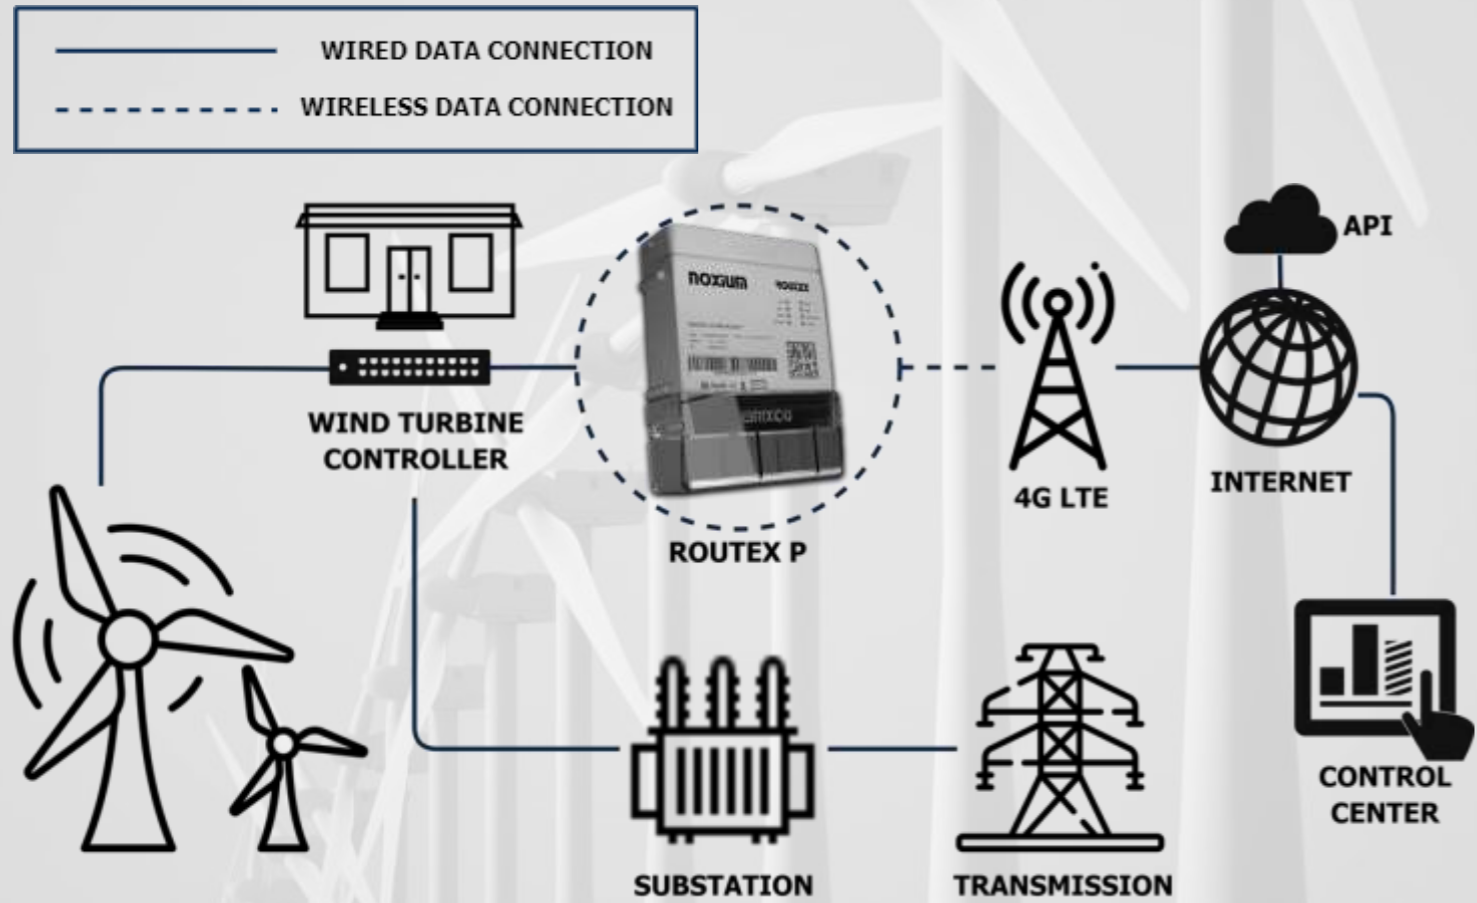 WIRED DATA CONNECTION
WIRELESS DATA CONNECTION
API
noxium
WIND TURBINE
CONTROLLER
ROUTEX P
4G LTE
INTERNET
SUBSTATION
TRANSMISSION
CONTROL
CENTER